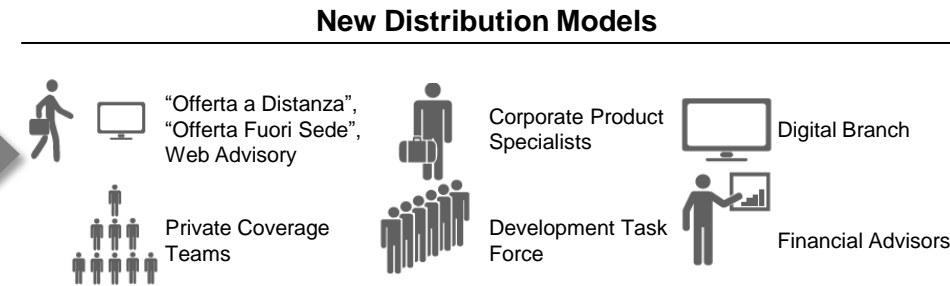 New Distribution Models
“Offerta a Distanza”,
“Offerta Fuori Sede”,
Web Advisory
Corporate Product
Specialists
Digital Branch
Private Coverage
Teams
Development Task
Force
Financial Advisors